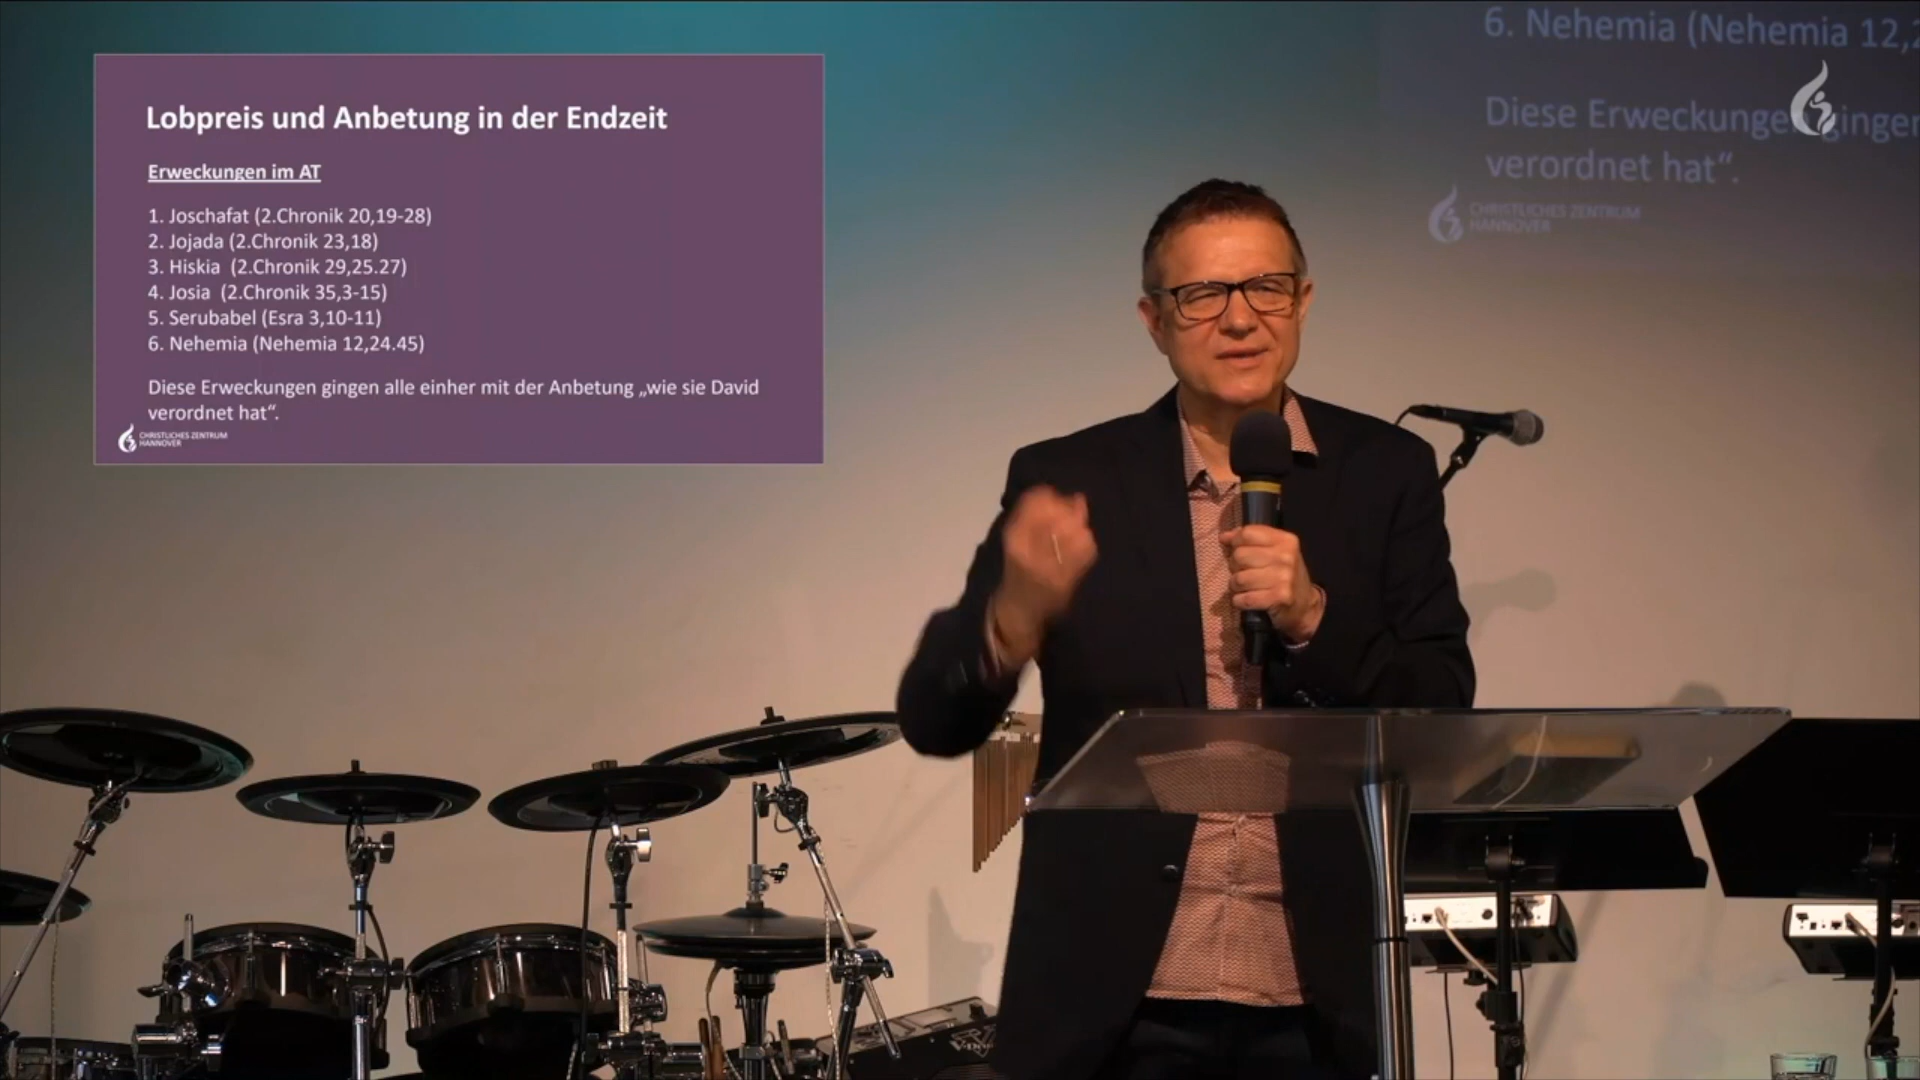 Lobpreis und Anbetung in der Endzeit
Erweckungen im AT
1. Joschafat (2.Chronik 20,19-28)
2. Jojada (2.Chronik 23,18)
3. Hiskia  (2.Chronik 29,25.27)
4. Josia  (2.Chronik 35,3-15)
5. Serubabel (Esra 3,10-11)
6. Nehemia (Nehemia 12,24.45)
Diese Erweckungen gingen alle einher mit der Anbetung „wie sie David
verordnet hat“.
CHRISTLICHES ZENTRUM
HANNOVER
6. Nehemia (Nehemia 12,2
Diese Erweckunge ginger
verordnet hat“.
CHRISTLICHES ZENTRUM
HANNOVER